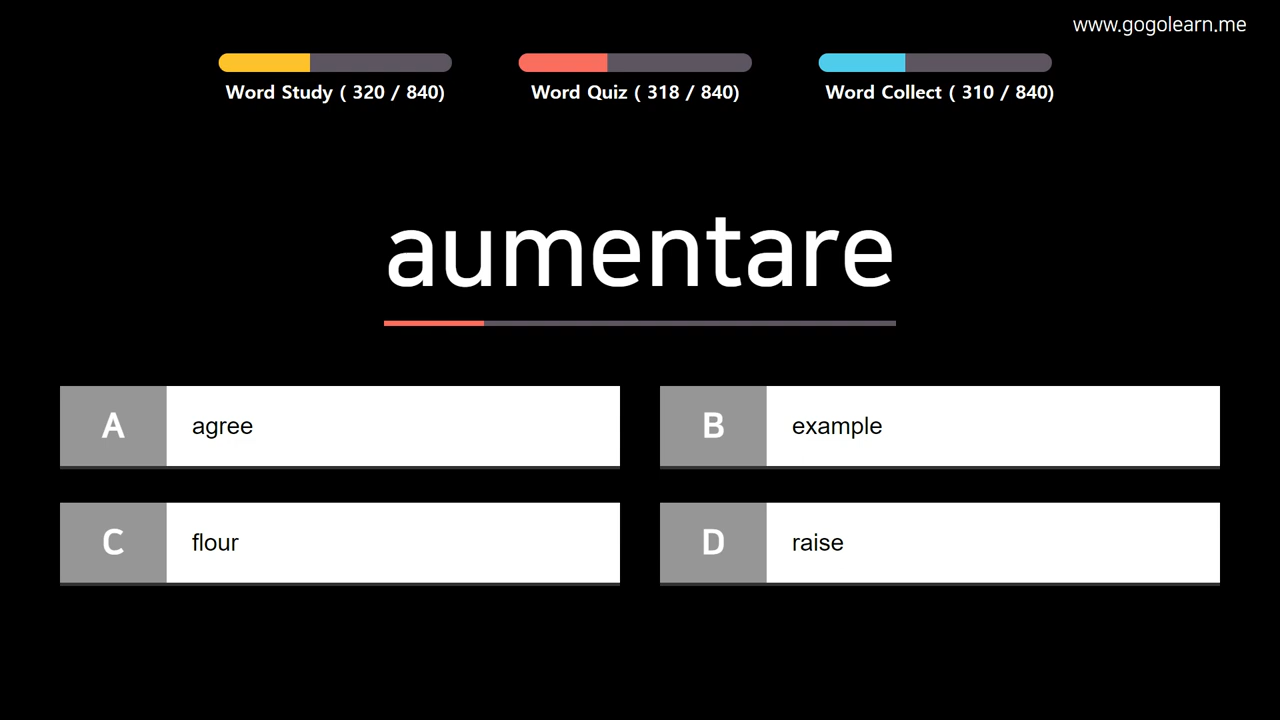 www.gogolearn.me
Word Study ( 320 / 840)
Word Quiz ( 318 / 840)
Word Collect ( 310 / 840)
aumentare
A agree
B example
C flour
D raise